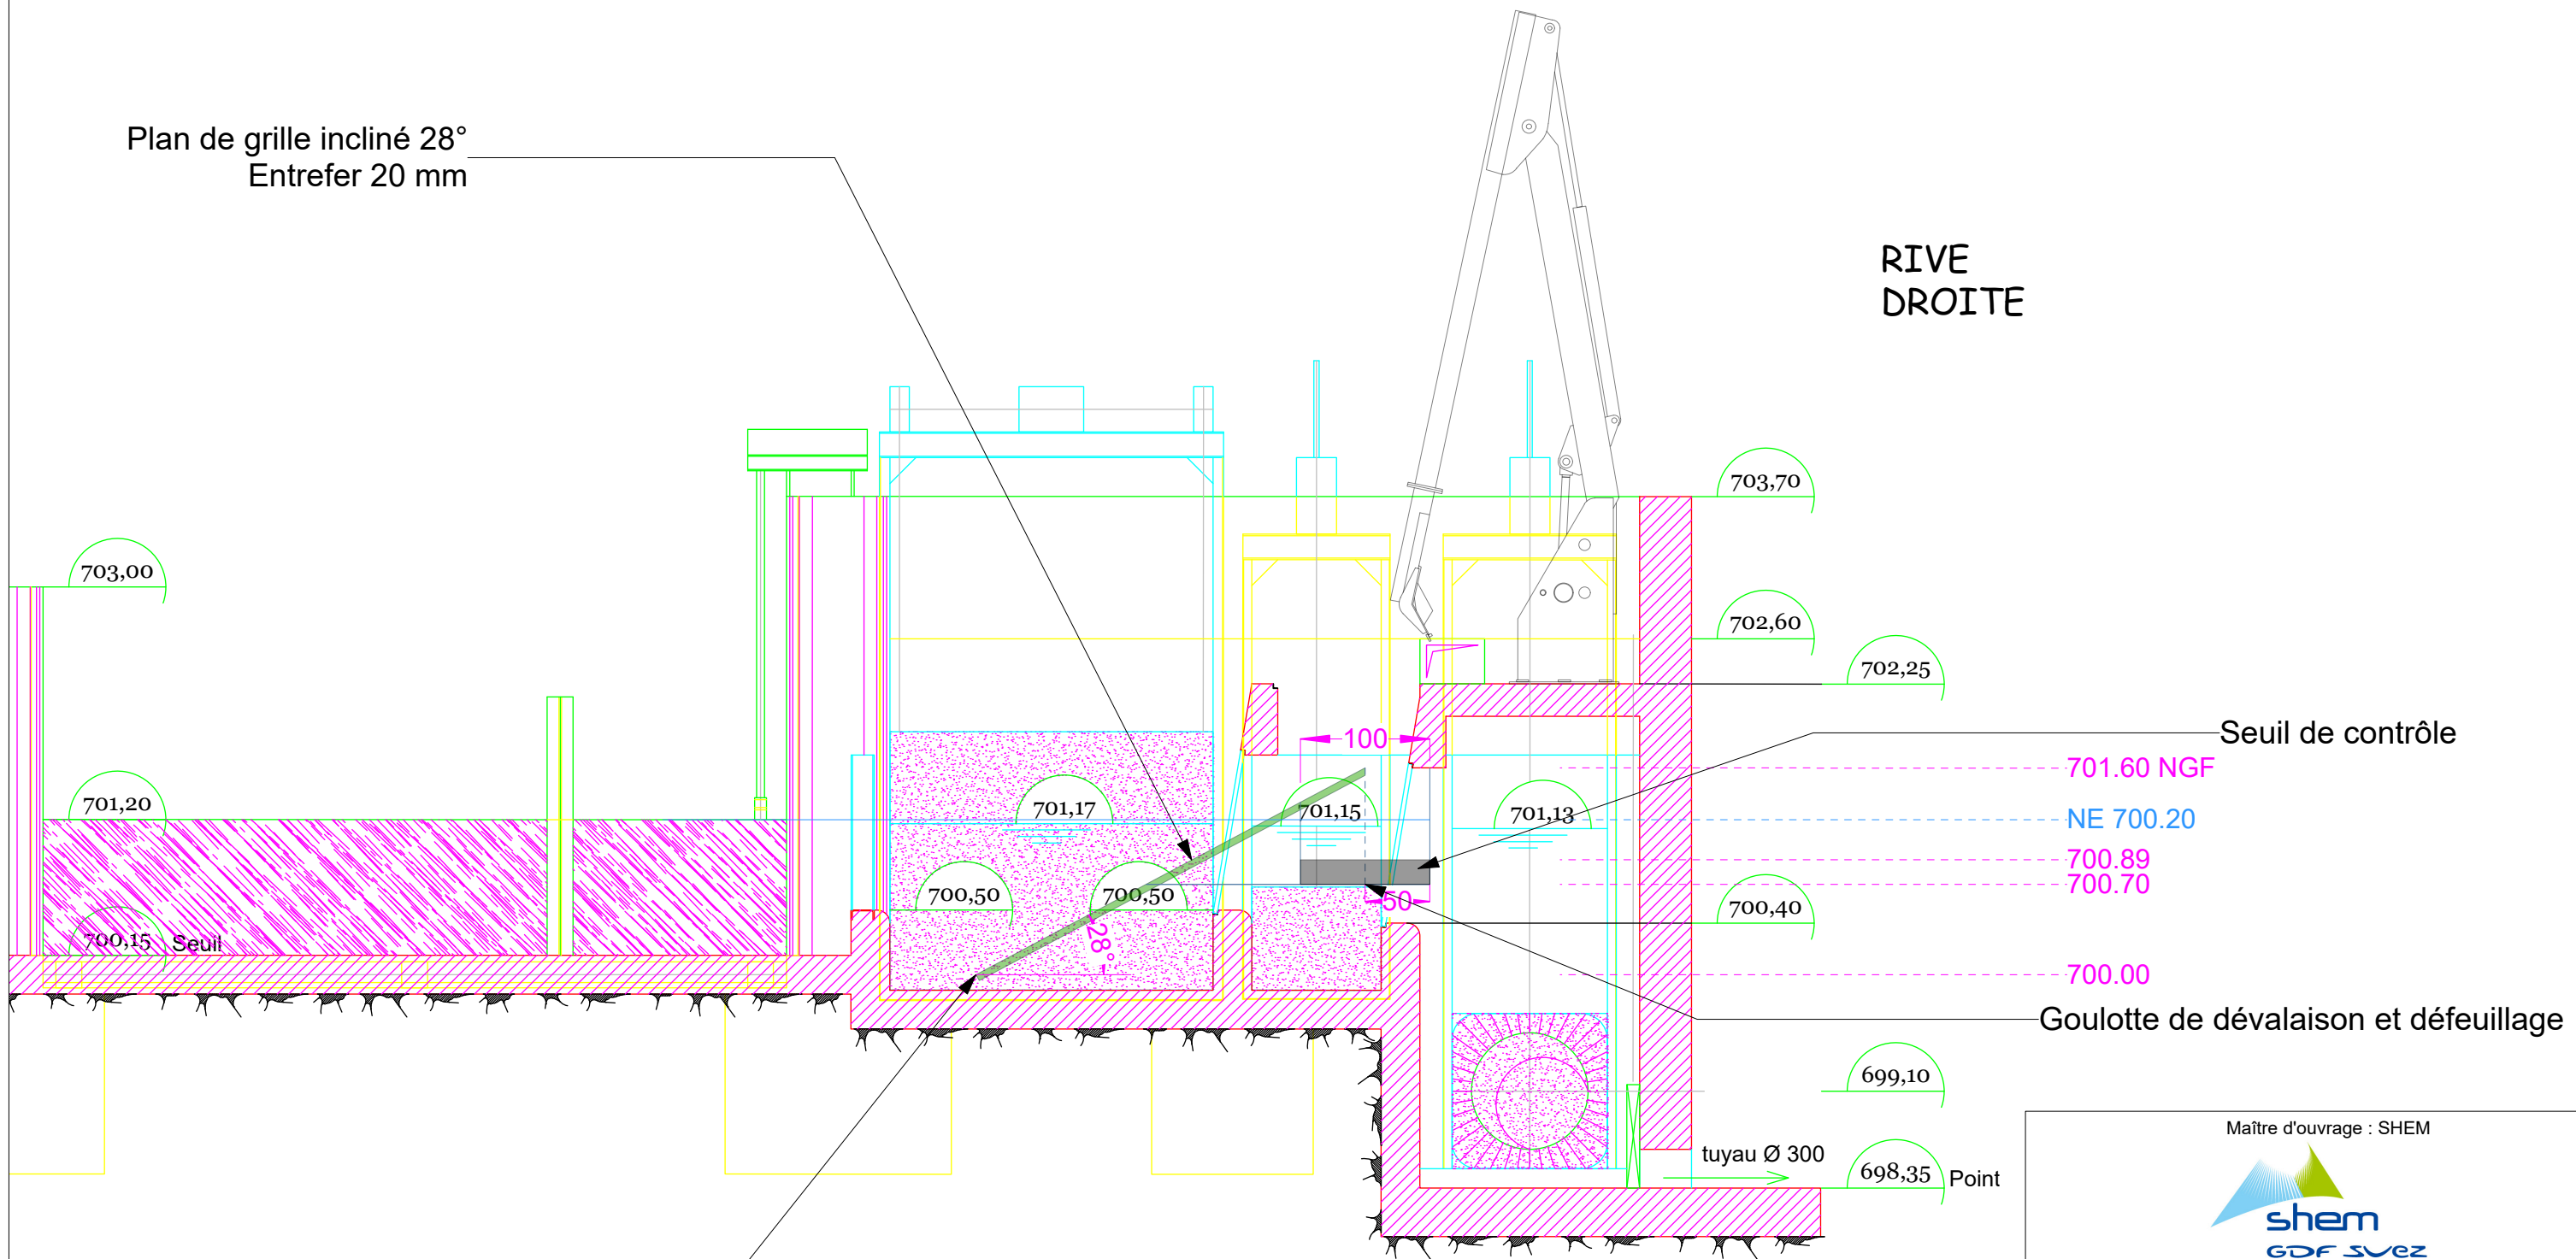 Plan de grille incliné 28°
Entrefer 20 mm
RIVE
DROITE
703,70
703,00
702,60
702,25
Seuil de contrôle
100
701.60 NGF
701,20
701,17
701,15
701,13
NE 700.20
700.89
700.70
700,50
700,50
50
700,40
700,15 Seuil
28°
700.00
Goulotte de dévalaison et défeuillage
699,10
Maître d'ouvrage : SHEM
tuyau Ø 300
698,35 Point
shem
GDF SUEZ